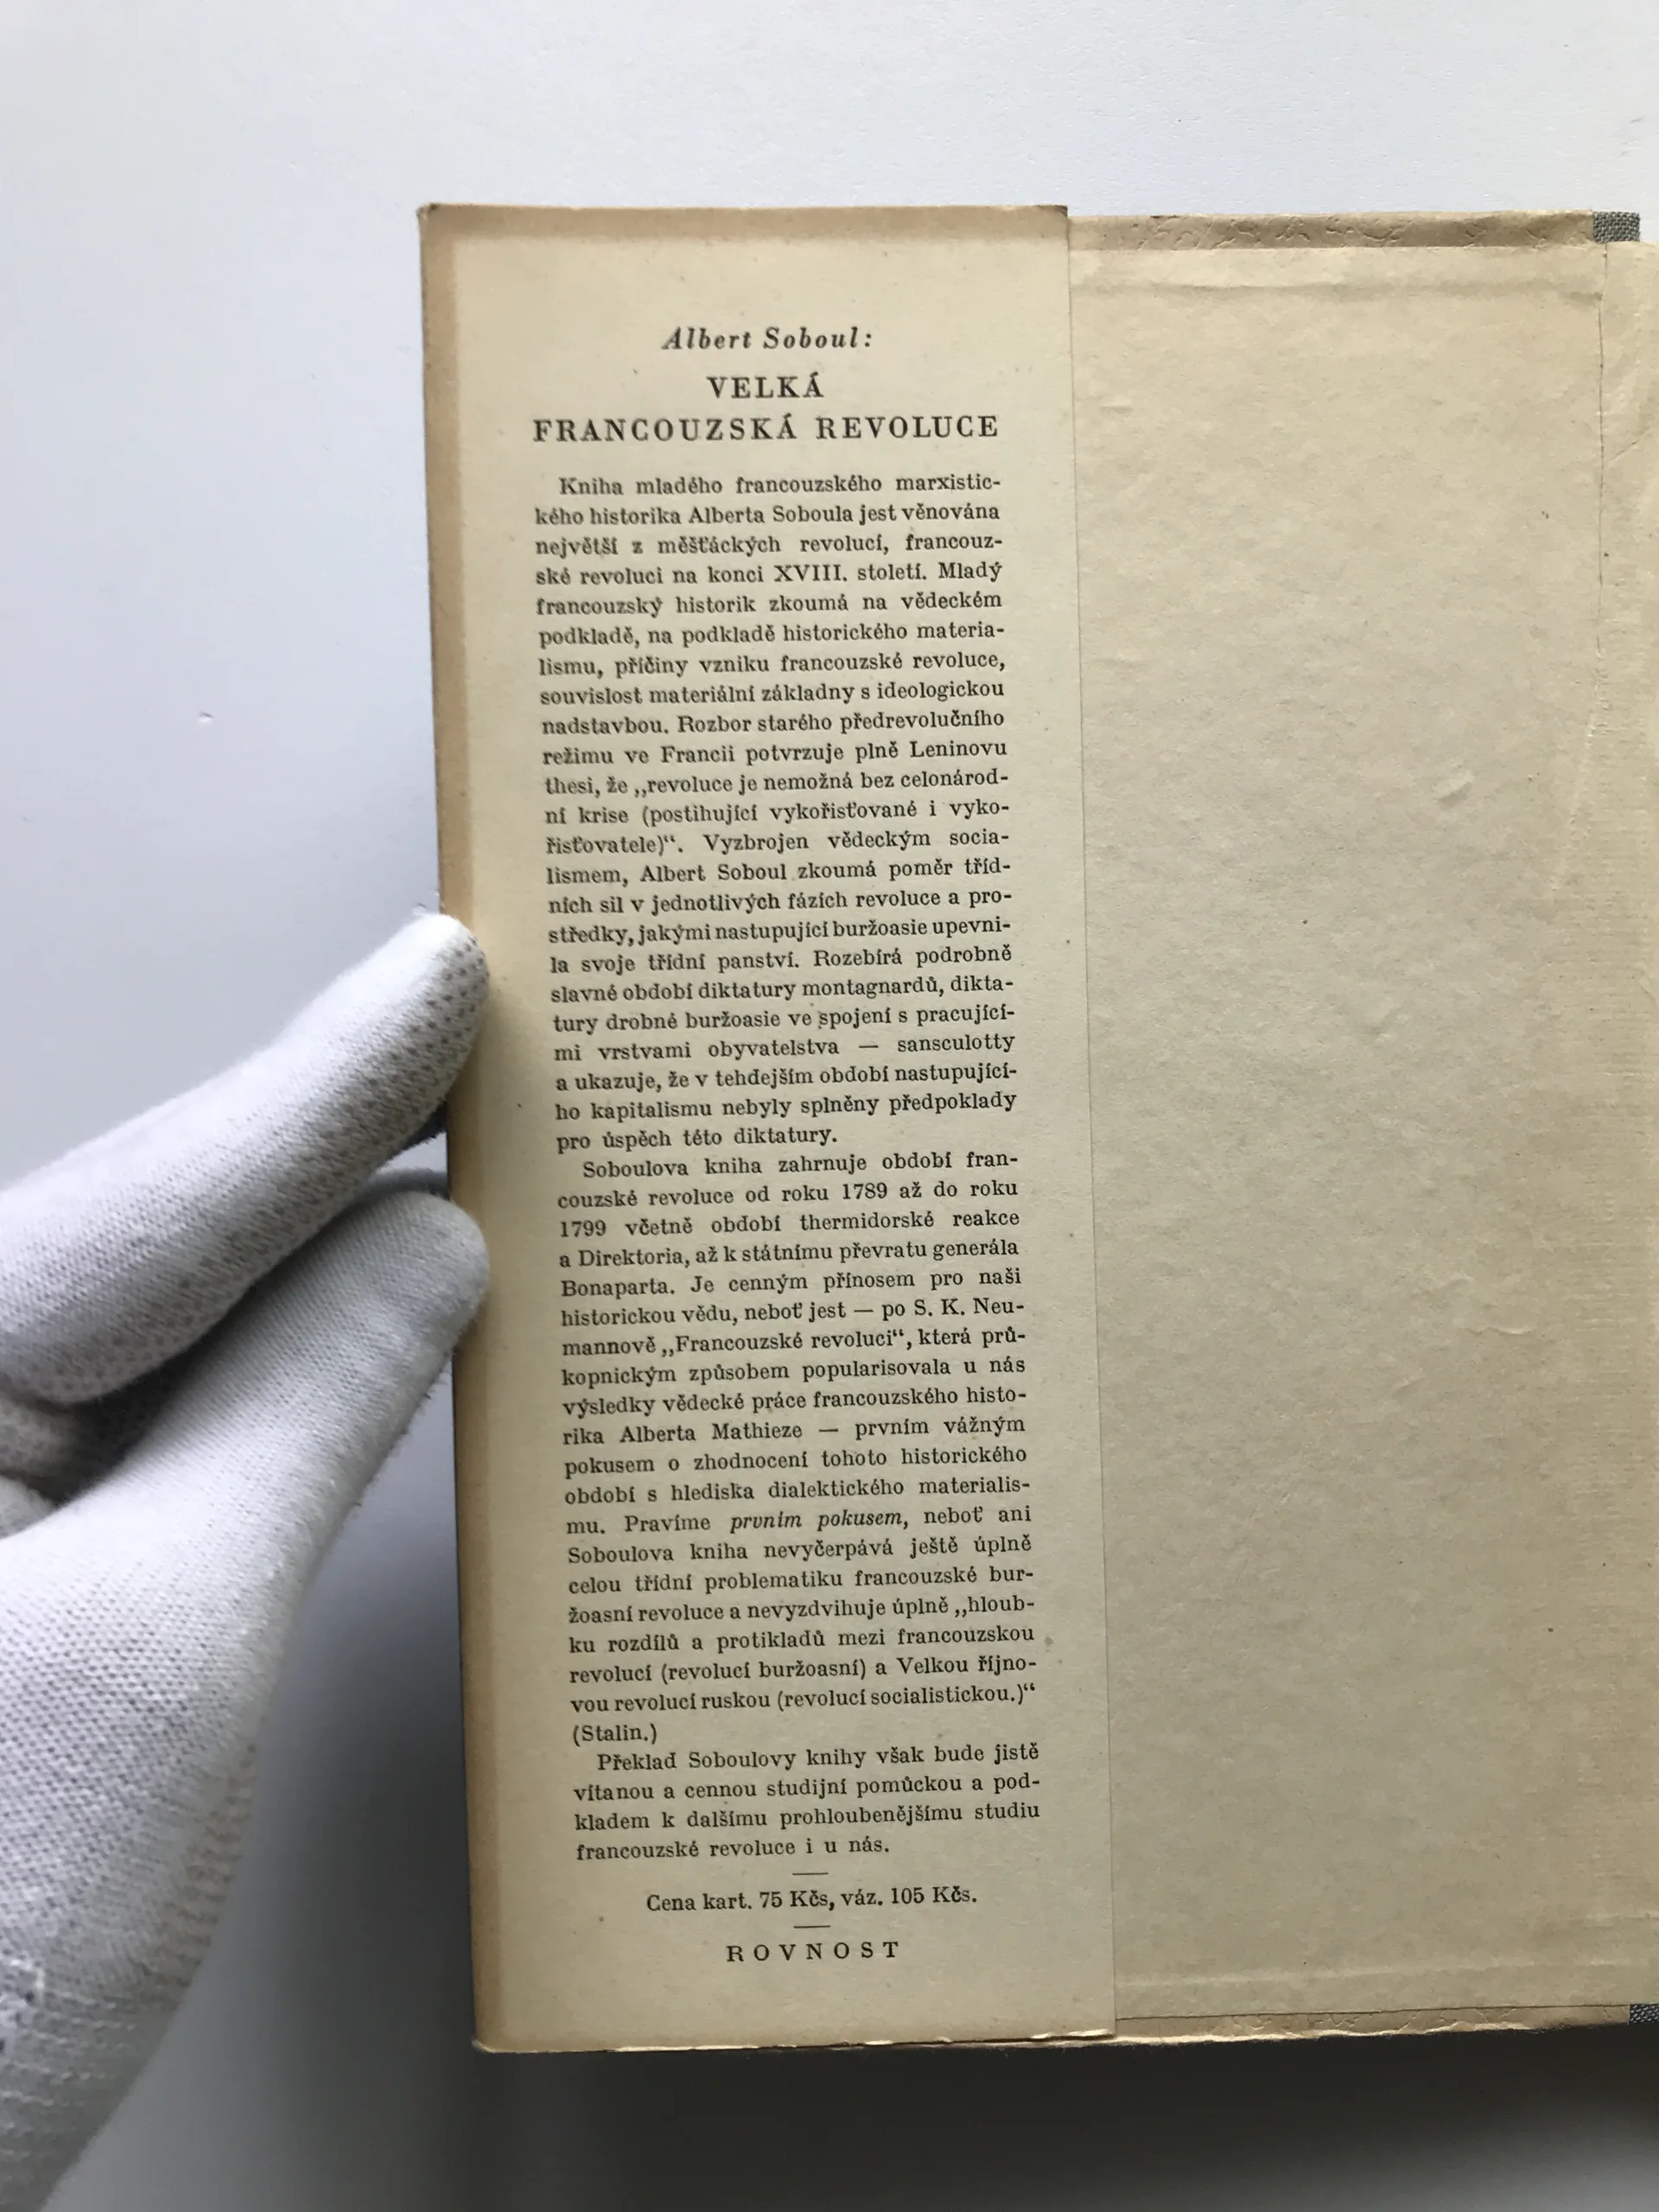 Albert Soboul:
VELKÁ
FRANCOUZSKÁ REVOLUCE
Kniha mladého francouzského marxistic-
kého historika Alberta Soboula jest věnována
největší z měšťáckých revolucí, francouz-
ské revoluci na konci XVIII. století. Mladý
francouzský historik zkoumá na vědeckém
podkladě, na podkladě historického materia-
lismu, příčiny vzniku francouzské revoluce,
souvislost materiální základny s ideologickou
nadstavbou. Rozbor starého předrevolučního
režimu ve Francii potvrzuje plně Leninovu
thesi, že „revoluce je nemožná bez celonárod-
ní krise (postihující vykořisťované i vyko-
řisťovatele)“. Vyzbrojen vědeckým socia-
lismem, Albert Soboul zkoumá poměr tříd-
ních sil v jednotlivých fázích revoluce a pro-
středky, jakými nastupující buržoasie upevni-
la svoje třídní panství. Rozebírá podrobně
slavné období diktatury montagnardů, dikta-
tury drobné buržoasie ve spojení s pracující-
mi vrstvami obyvatelstva — sansculotty
a ukazuje, že v tehdejším období nastupující-
ho kapitalismu nebyly splněny předpoklady
pro úspěch této diktatury.
Soboulova kniha zahrnuje období fran-
couzské revoluce od roku 1789 až do roku
1799 včetně období thermidorské reakce
a Direktoria, až k státnímu převratu generála
Bonaparta. Je cenným přínosem pro naši
historickou vědu, neboť jest — po S. K. Neu-
mannově „Francouzské revoluci“, která prů-
kopnickým způsobem popularisovala u nás
výsledky vědecké práce francouzského histo-
rika Alberta Mathieze — prvním vážným
pokusem o zhodnocení tohoto historického
období s hlediska dialektického materialis-
mu. Pravíme prvním pokusem, neboť ani
Soboulova kniha nevyčerpává ještě úplně
celou třídní problematiku francouzské bur-
žoasní revoluce a nevyzdvihuje úplně „hloub-
ku rozdílů a protikladů mezi francouzskou
revolucí (revolucí buržoasní) a Velkou říjno-
vou revolucí ruskou (revolucí socialistickou.)“
(Stalin.)
Překlad Soboulovy knihy však bude jistě
vítanou a cennou studijní pomůckou a pod-
kladem k dalšímu prohloubenějšímu studiu
francouzské revoluce i u nás.
Cena kart. 75 Kčs, váz. 105 Kčs.
ROVNOST